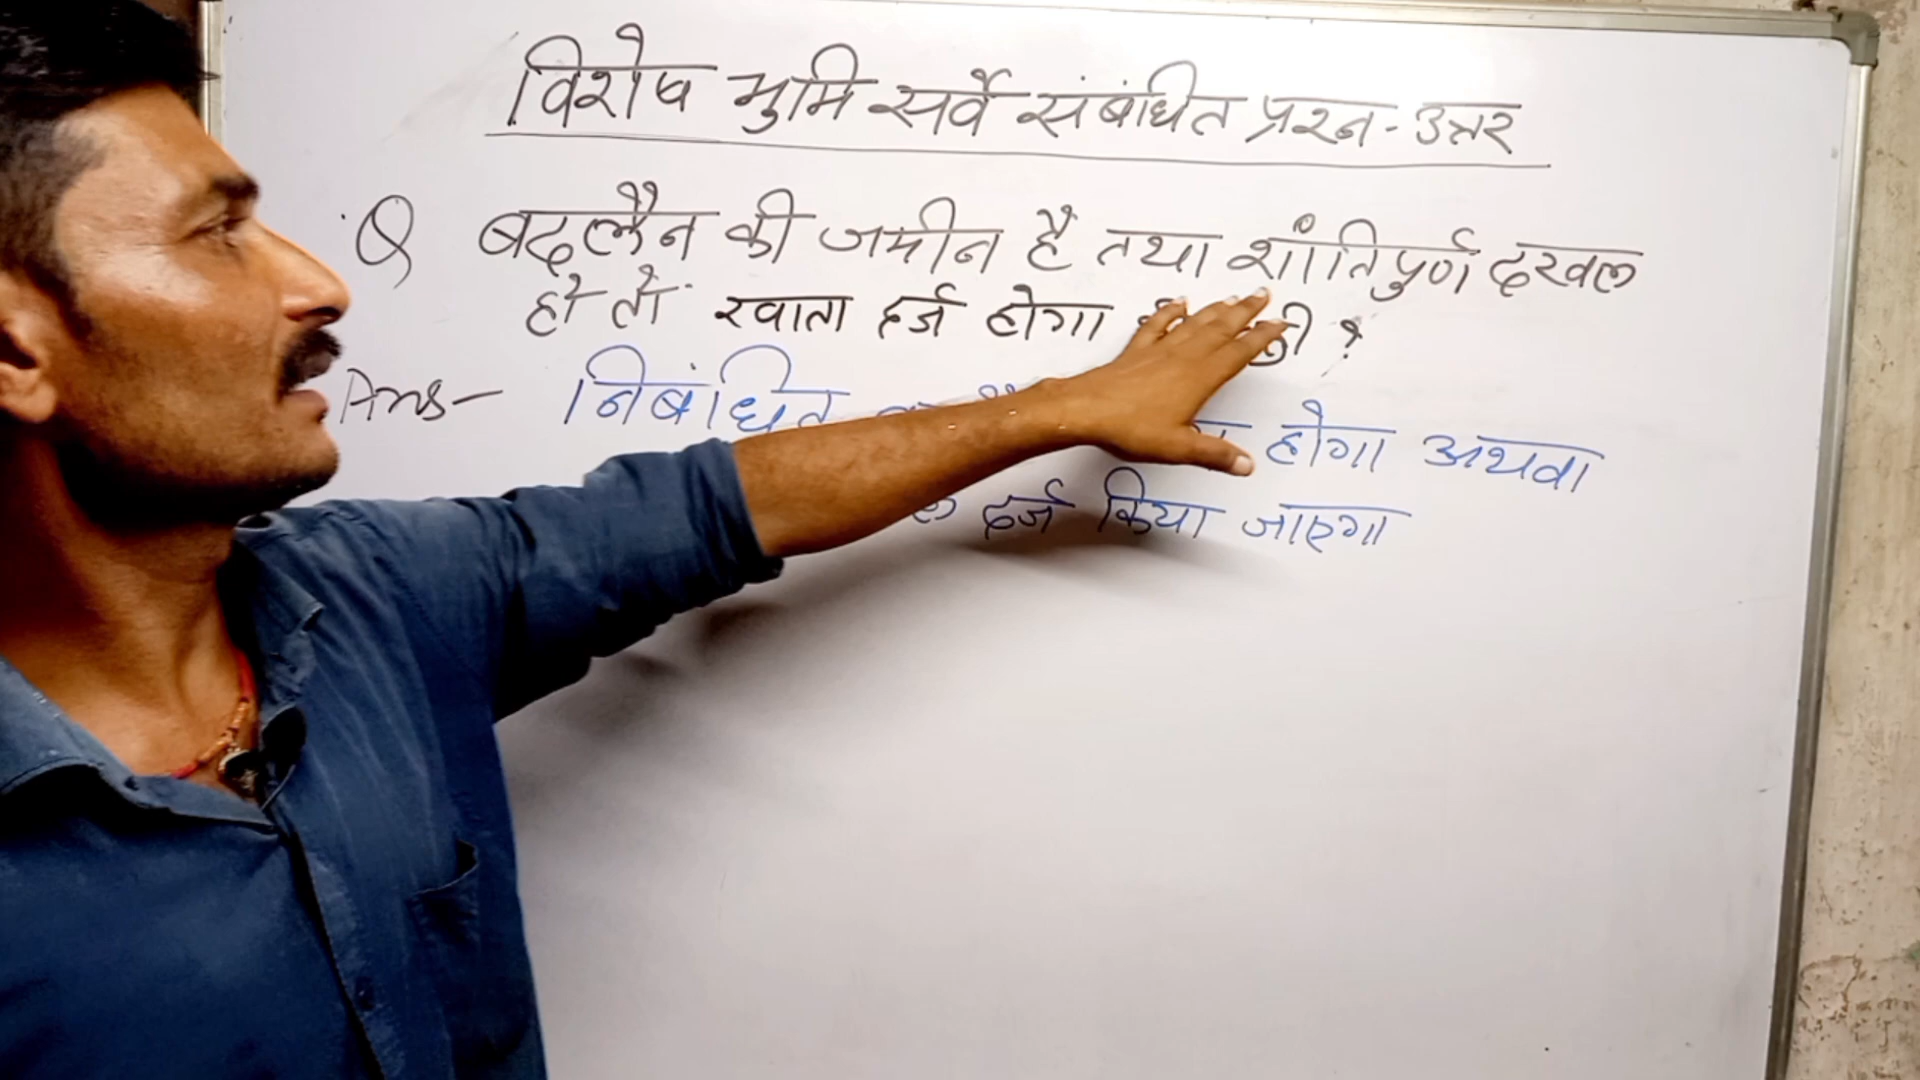 विशेष भुमि सर्वे संबंधित प्रश्न-उत्तर
Q बदलैन की जमीन है तथा शांतिपुर्ण दखल
हो तो खाता दर्ज होगा ?
Ans- निबंधित होगा अथवा
दर्ज किया जाएगा